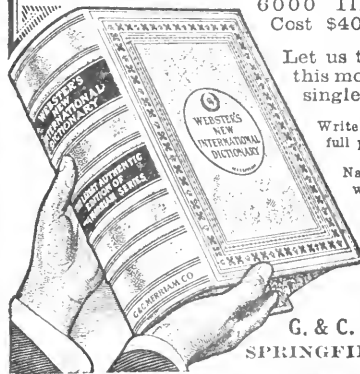 6000 Il
Cost $40
Let us t
this mo
single
Write
full p
Na
w
WEBSTER'S
NEW
INTERNATIONAL
DICTIONARY
THE LATEST AUTHENTIC
EDITION OF
THE MERRIAM SERIES
G&C. MERRIAM CO
WEBSTER'S
NEW
INTERNATIONAL
DICTIONARY
G. & C.
SPRINGFIE